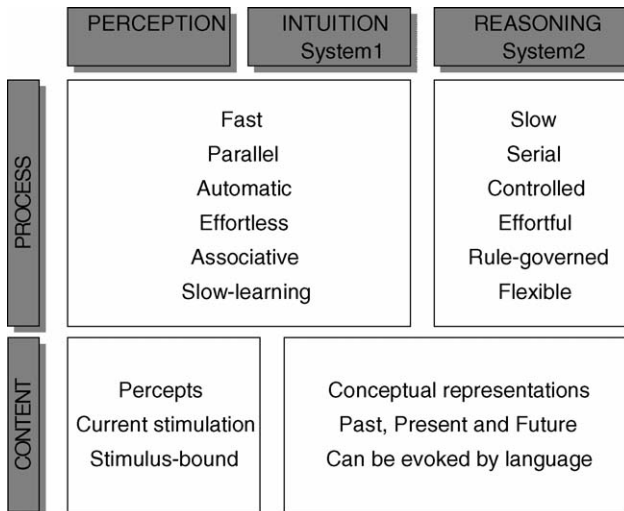 PERCEPTION
INTUITION
System1
REASONING
System2
PROCESS
Fast
Parallel
Automatic
Effortless
Associative
Slow-learning
Slow
Serial
Controlled
Effortful
Rule-governed
Flexible
CONTENT
Percepts
Current stimulation
Stimulus-bound
Conceptual representations
Past, Present and Future
Can be evoked by language